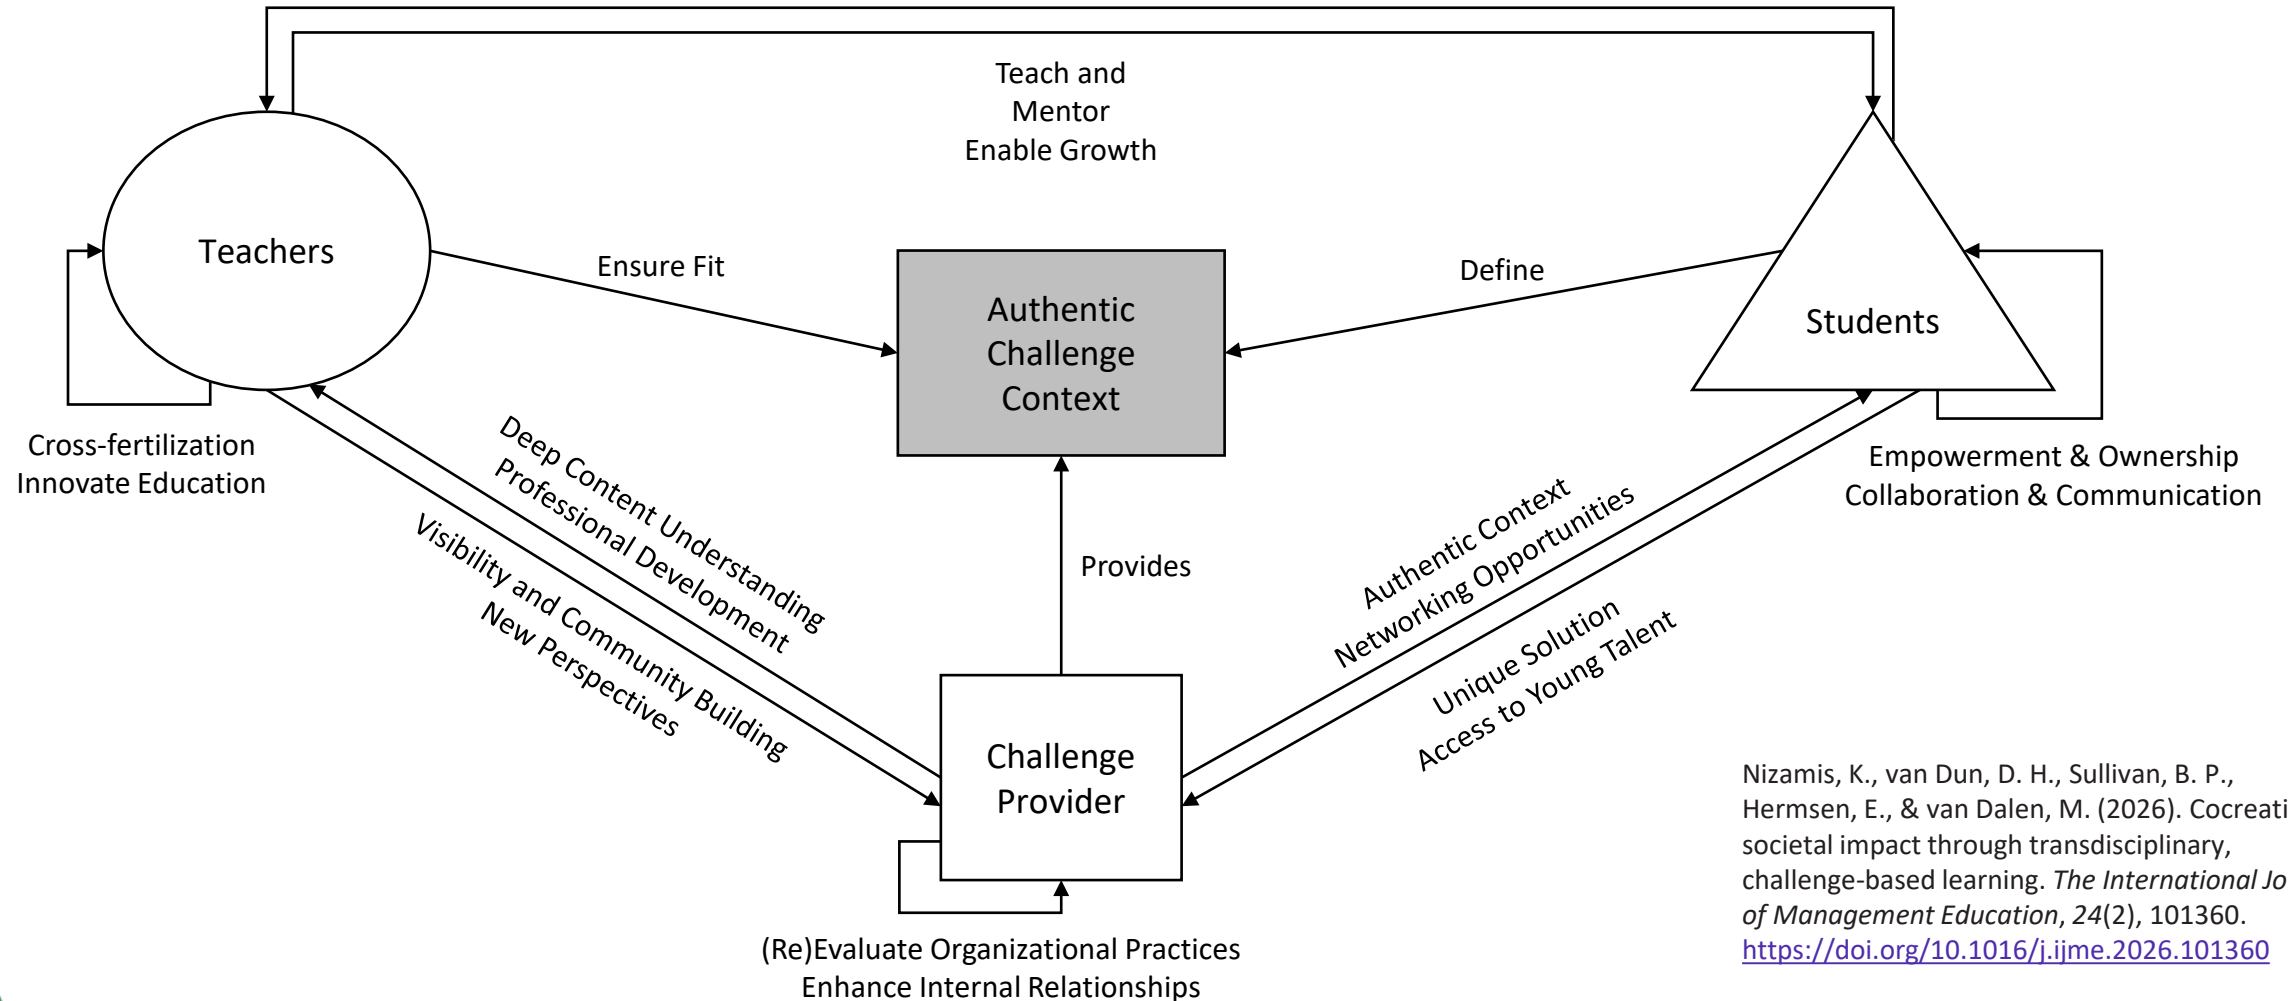 Teach and
Mentor
Enable Growth
Teachers
Ensure Fit
Authentic
Challenge
Context
Define
Students
Cross-fertilization
Innovate Education
Deep Content Understanding
Professional Development
Visibility and Community Building
New Perspectives
Provides
Authentic Context
Networking Opportunities
Unique Solution
Access to Young Talent
Empowerment & Ownership
Collaboration & Communication
Challenge
Provider
(Re)Evaluate Organizational Practices
Enhance Internal Relationships
Nizamis, K., van Dun, D. H., Sullivan, B. P.,
Hermsen, E., & van Dalen, M. (2026). Cocreati
societal impact through transdisciplinary,
challenge-based learning. The International Jo
of Management Education, 24(2), 101360.
https://doi.org/10.1016/j.ijme.2026.101360